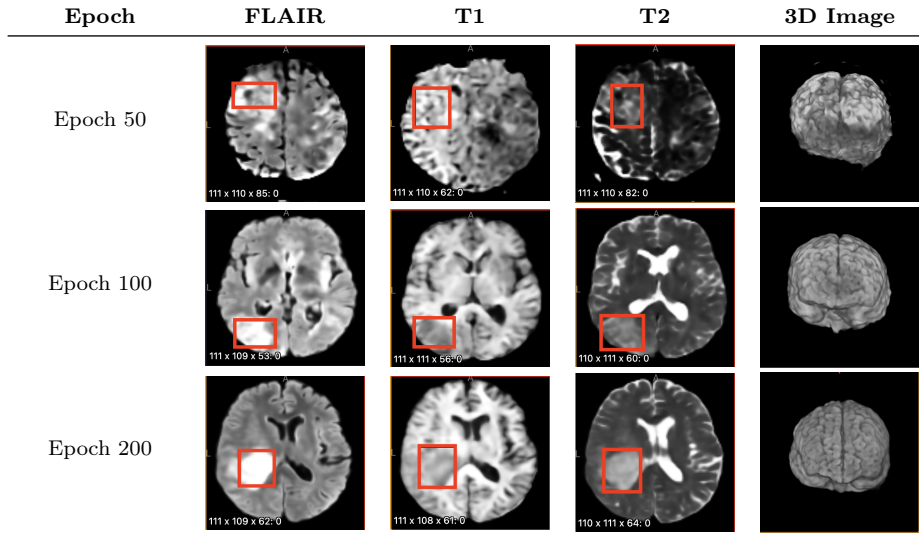 Epoch FLAIR T1 T2 3D Image
A A A
Epoch 50
L L L
111 x 110 x 85: 0 111 x 110 x 62: 0 111 x 110 x 82: 0
A A A
Epoch 100
L L L
111 x 109 x 53: 0 111 x 111 x 56: 0 110 x 111 x 60: 0
A A A
Epoch 200
L L L
111 x 109 x 62: 0 111 x 108 x 61: 0 110 x 111 x 64: 0